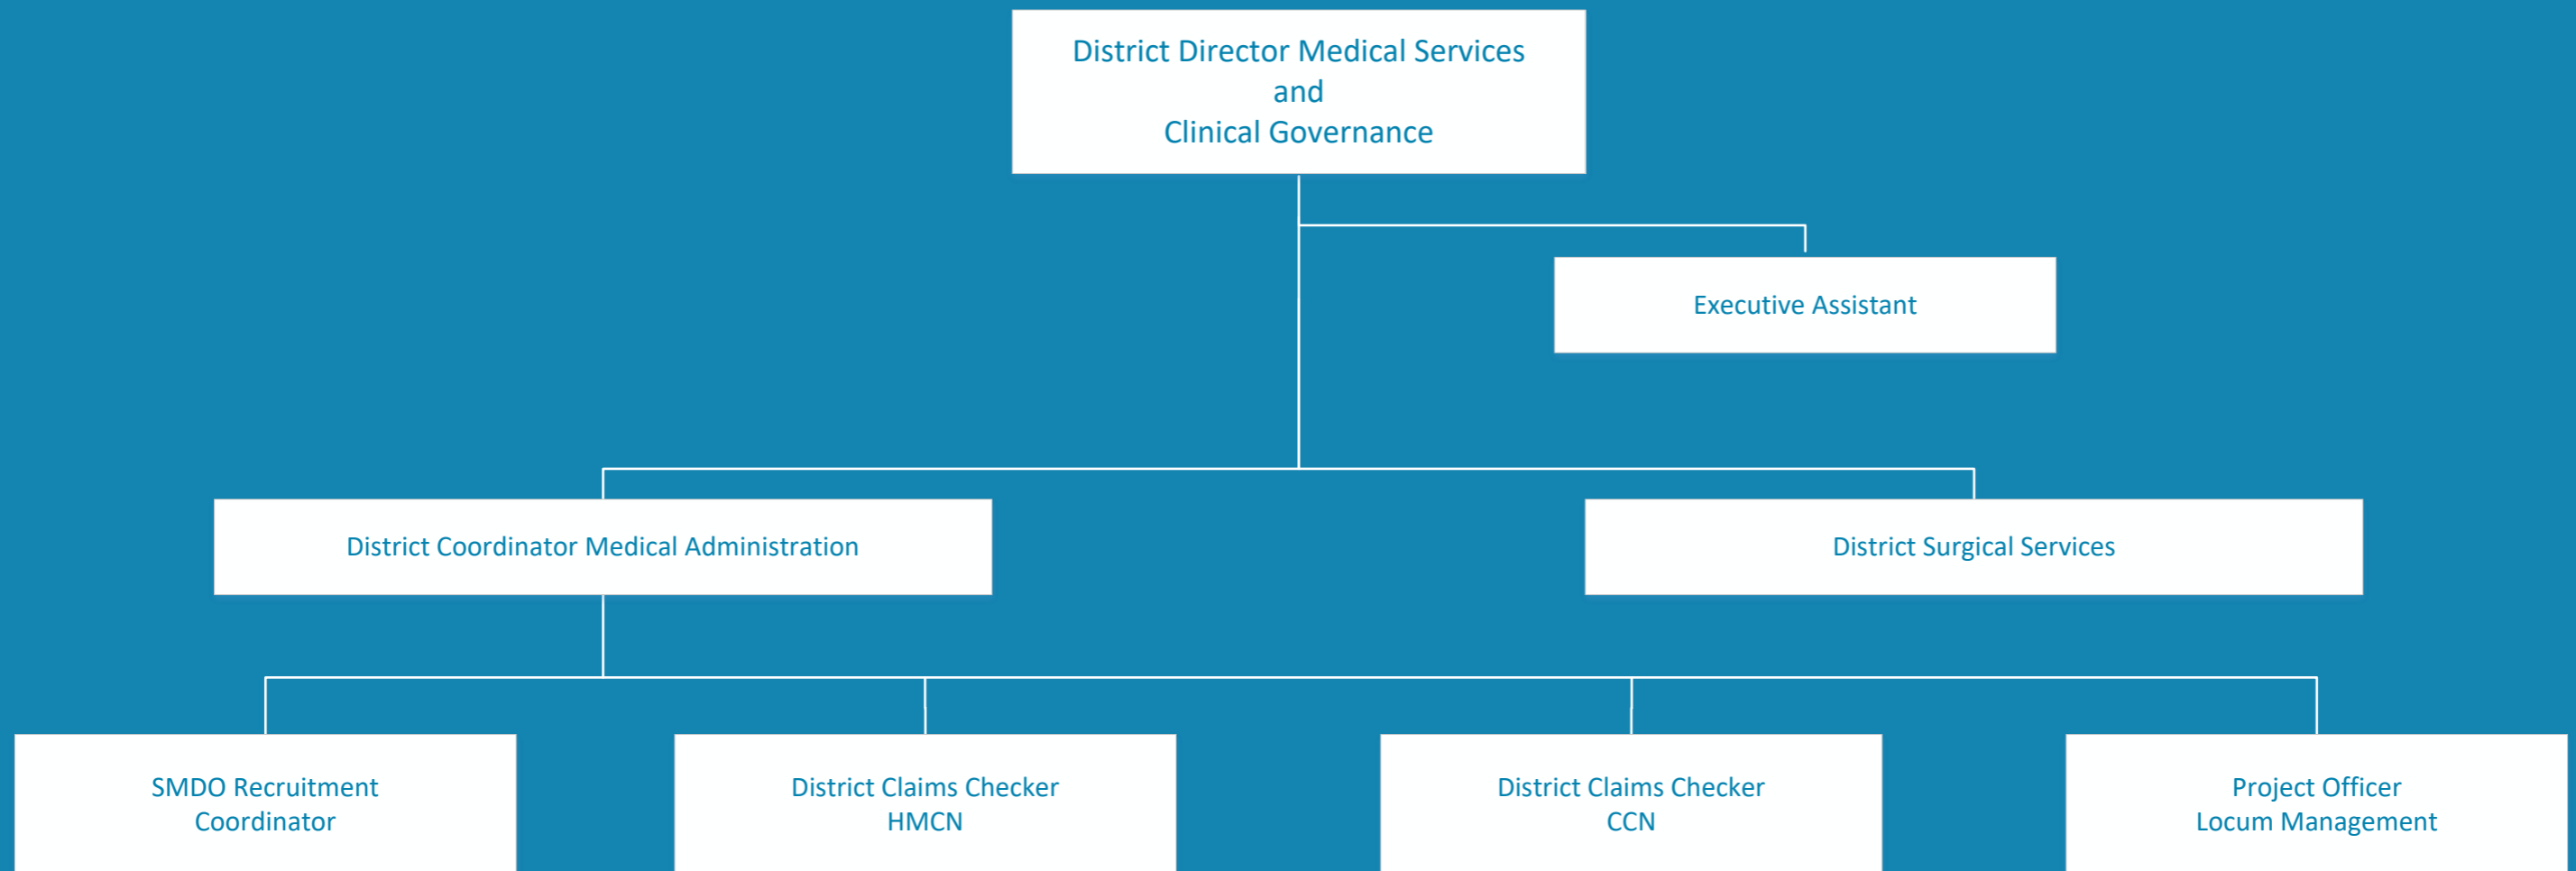 District Director Medical Services
and
Clinical Governance
Executive Assistant
District Coordinator Medical Administration
District Surgical Services
SMDO Recruitment
Coordinator
District Claims Checker
HMCN
District Claims Checker
CCN
Project Officer
Locum Management